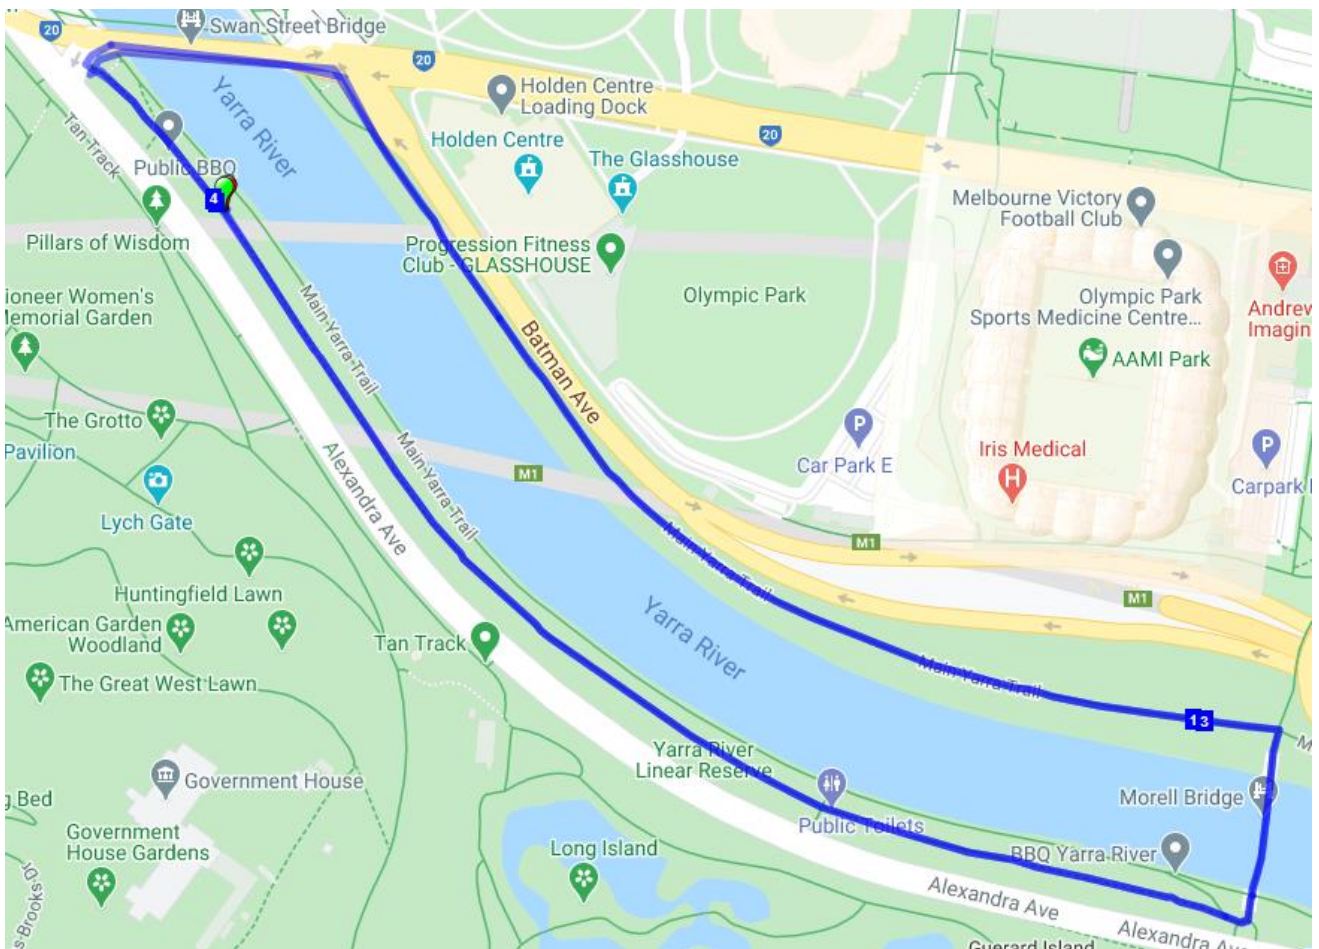 20
Swan Street Bridge
20
Holden Centre
Loading Dock
Yarra River
Tan Track
Holden Centre
20
The Glasshouse
Public BBQ
4
Melbourne Victory
Football Club
Pillars of Wisdom
Progression Fitness
Club - GLASSHOUSE
Olympic Park
Olympic Park
Sports Medicine Centre...
Andrew
Imagin
ioneer Women's
Memorial Garden
Main Yarra Trail
Batman Ave
AAMI Park
P
The Grotto
Main Yarra Trail
Alexandra Ave
Iris Medical
H
P
Pavilion
M1
Car Park E
Carpark
Lych Gate
Main Yarra Trail
M1
M1
Huntingfield Lawn
American Garden
Woodland
Yarra River
Tan Track
The Great West Lawn
Main Yarra Trail
13
M
Yarra River
Linear Reserve
Government House
Morell Bridge
g Bed
Public Toilets
Government
House Gardens
Long Island
BBQ Yarra River
Alexandra Ave
Alexandra Av
s-Brooks-Dr
Guerard Island